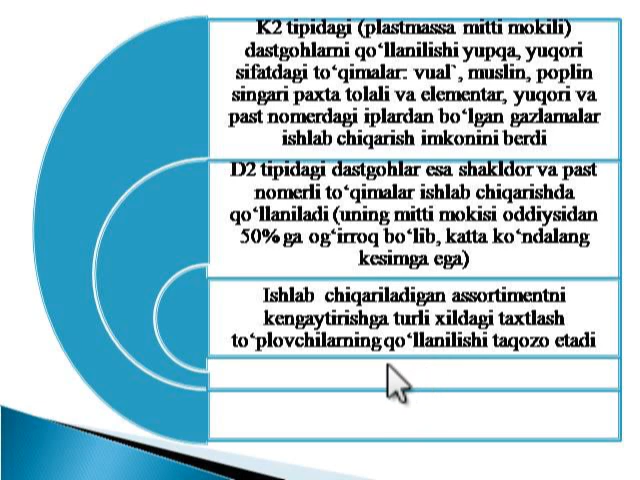 K2 tipidagi (plastmassa mitti mokili)
dastgohlarni qo‘llanilishi yupqa, yuqori
sifatdagi to‘qimalar: vual`, muslin, poplin
singari paxta tolali va elementar, yuqori va
past nomerdagi iplardan bo‘lgan gazlamalar
ishlab chiqarish imkonini berdi
D2 tipidagi dastgohlar esa shakldor va past
nomerli to‘qimalar ishlab chiqarishda
qo‘llaniladi (uning mitti mokisi oddiysidan
50% ga og‘irroq bo‘lib, katta ko‘ndalang
kesimga ega)
Ishlab chiqariladigan assortimentni
kengaytirishga turli xildagi taxtlash
to‘plovchilarning qo‘llanilishi taqozo etadi